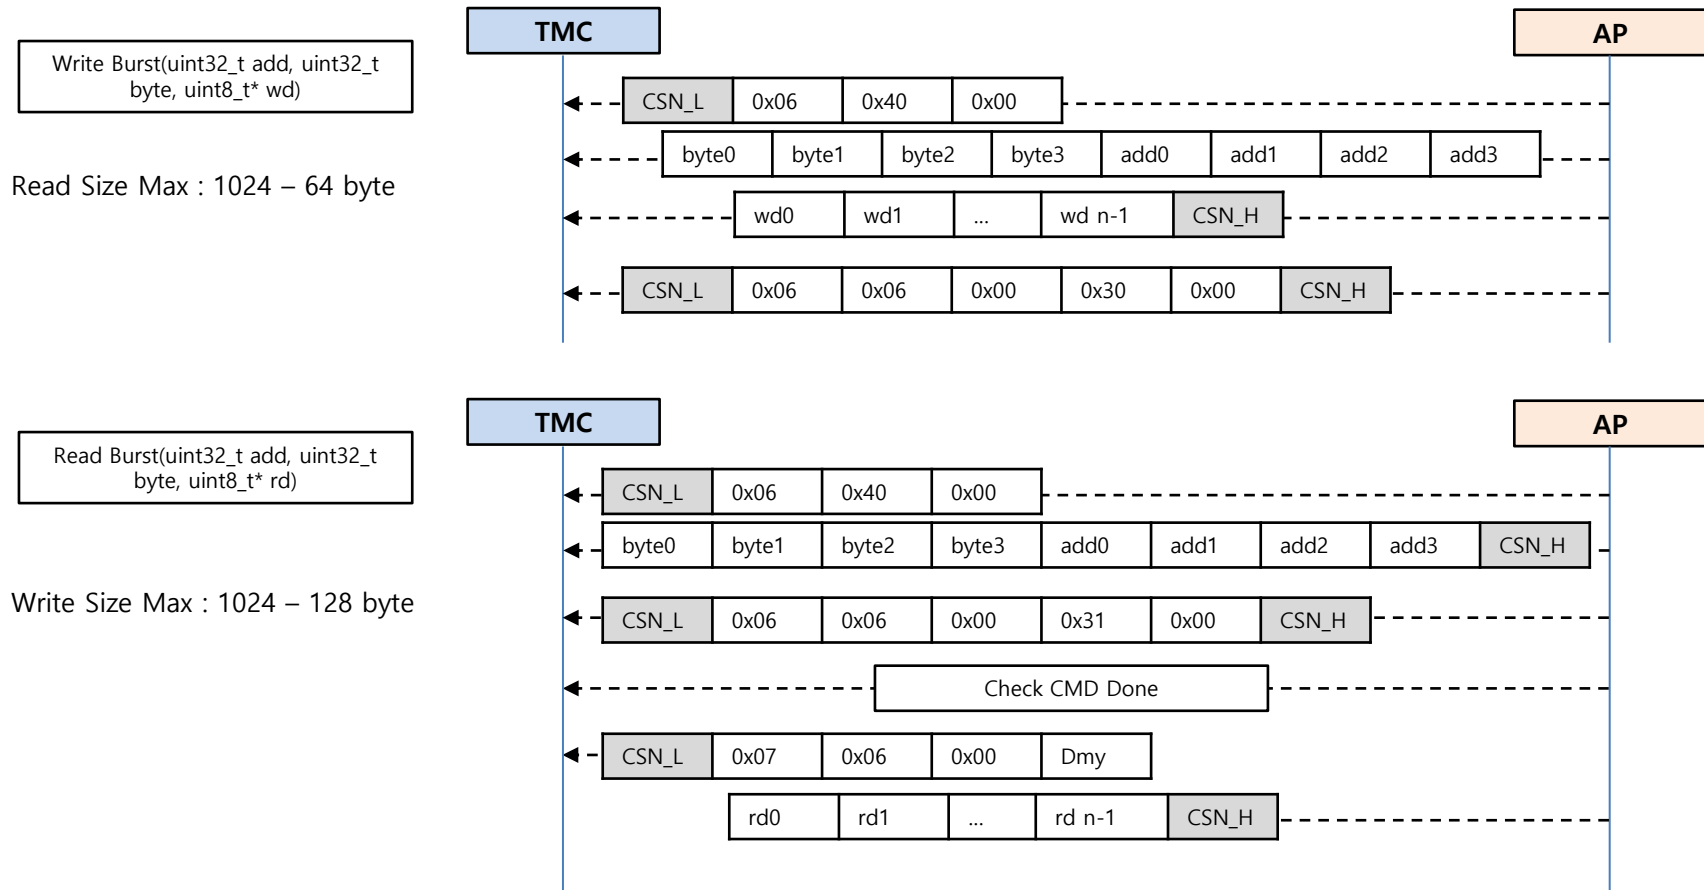 TMC
AP
Write Burst(uint32_t add, uint32_t
byte, uint8_t* wd)
CSN_L 0x06 0x40 0x00
byte0 byte1 byte2 byte3 add0 add1 add2 add3
Read Size Max : 1024 – 64 byte
wd0 wd1 ... wd n-1 CSN_H
CSN_L 0x06 0x06 0x00 0x30 0x00 CSN_H
TMC
AP
Read Burst(uint32_t add, uint32_t
byte, uint8_t* rd)
CSN_L 0x06 0x40 0x00
byte0 byte1 byte2 byte3 add0 add1 add2 add3 CSN_H
Write Size Max : 1024 – 128 byte
CSN_L 0x06 0x06 0x00 0x31 0x00 CSN_H
Check CMD Done
CSN_L 0x07 0x06 0x00 Dmy
rd0 rd1 ... rd n-1 CSN_H